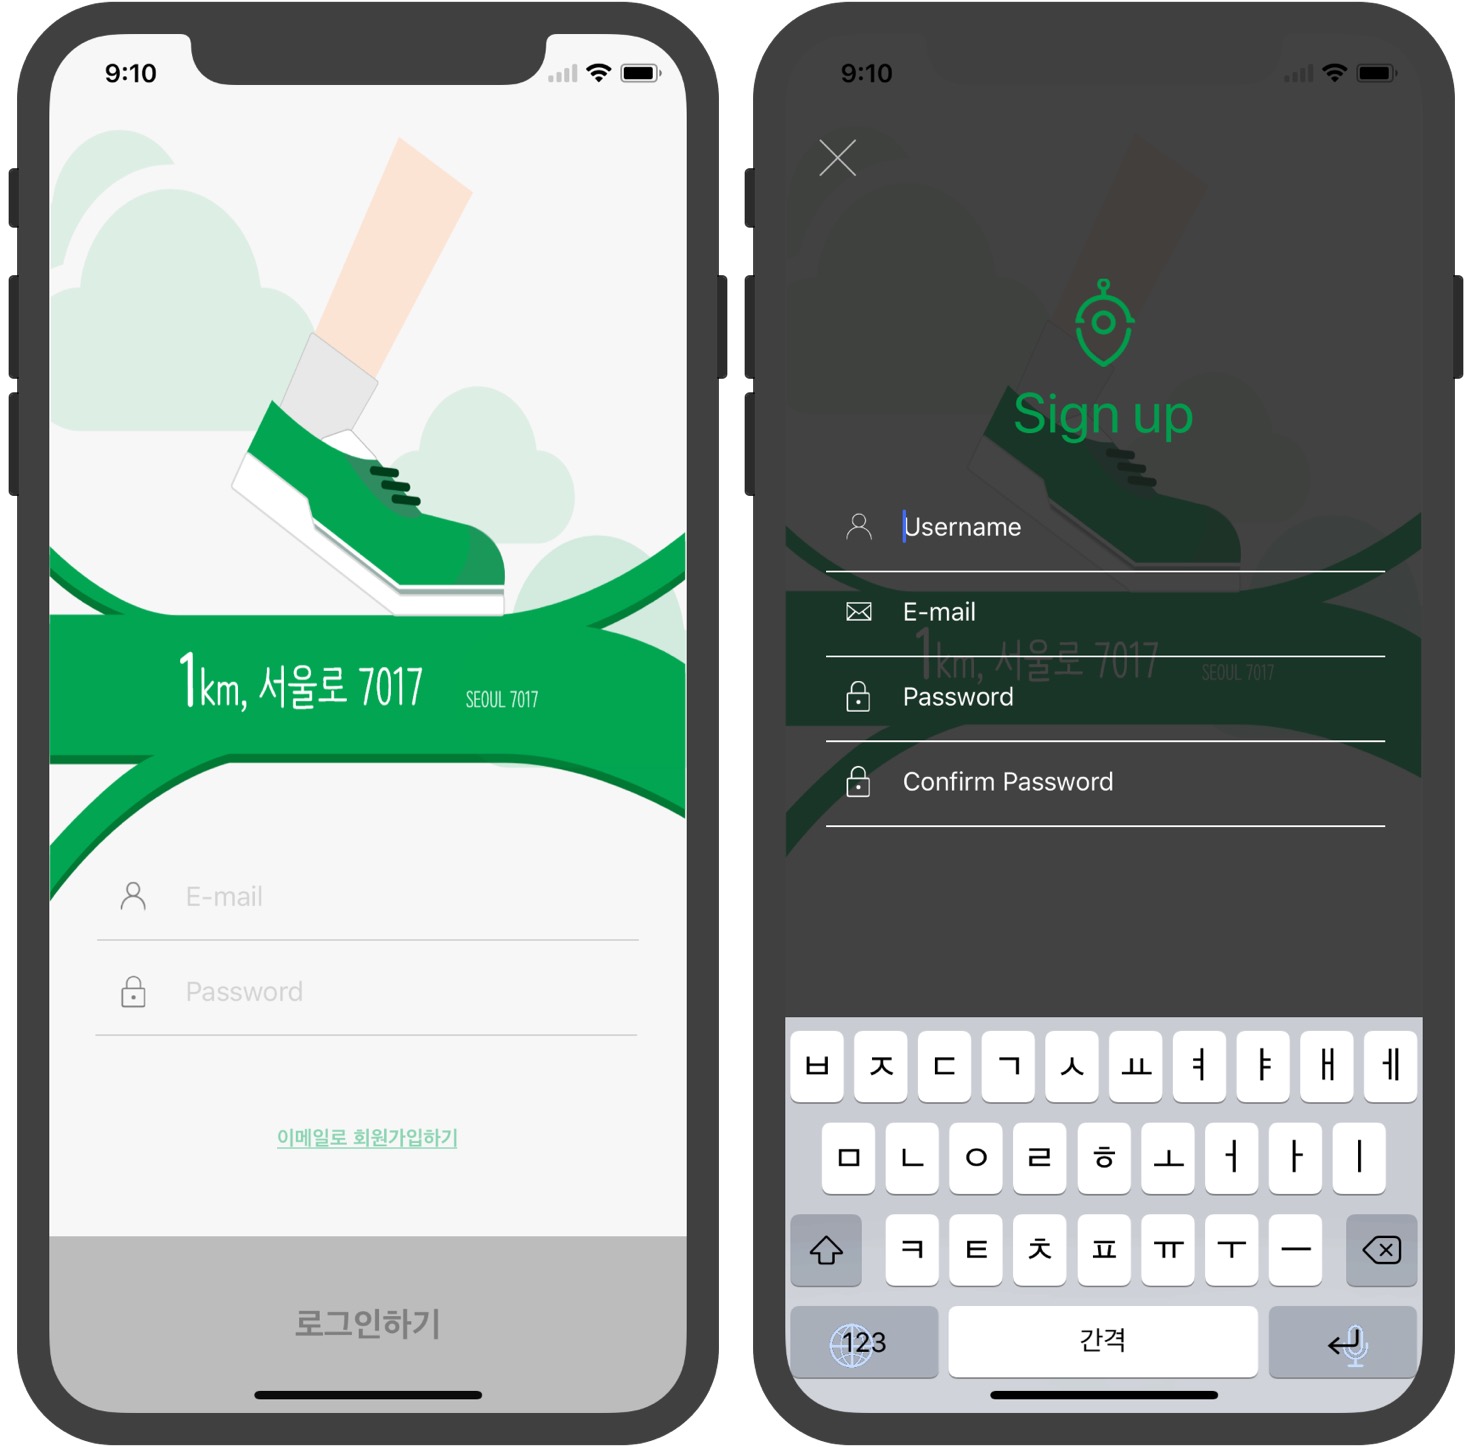 9:10
1km, 서울로 7017 SEOUL 7017
E-mail
Password
이메일로 회원가입하기
로그인하기
9:10
Sign up
Username
E-mail
1km, 서울로 7017 SEOUL 7017
Password
Confirm Password
ㅂ ㅈ ㄷ ㄱ ㅅ ㅛ ㅕ ㅑ ㅐ ㅔ
ㅁ ㄴ ㅇ ㄹ ㅎ ㅗ ㅓ ㅏ ㅣ
ㅋ ㅌ ㅊ ㅍ ㅠ ㅜ ㅡ
123 간격